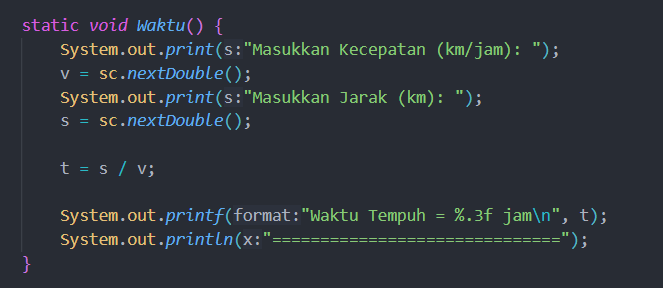 static void Waktu() {
System.out.print(s:"Masukkan Kecepatan (km/jam): ");
v = sc.nextDouble();
System.out.print(s:"Masukkan Jarak (km): ");
s = sc.nextDouble();
t = s / v;
System.out.printf(format:"Waktu Tempuh = %.3f jam\n", t);
System.out.println(x:"==============================");
}